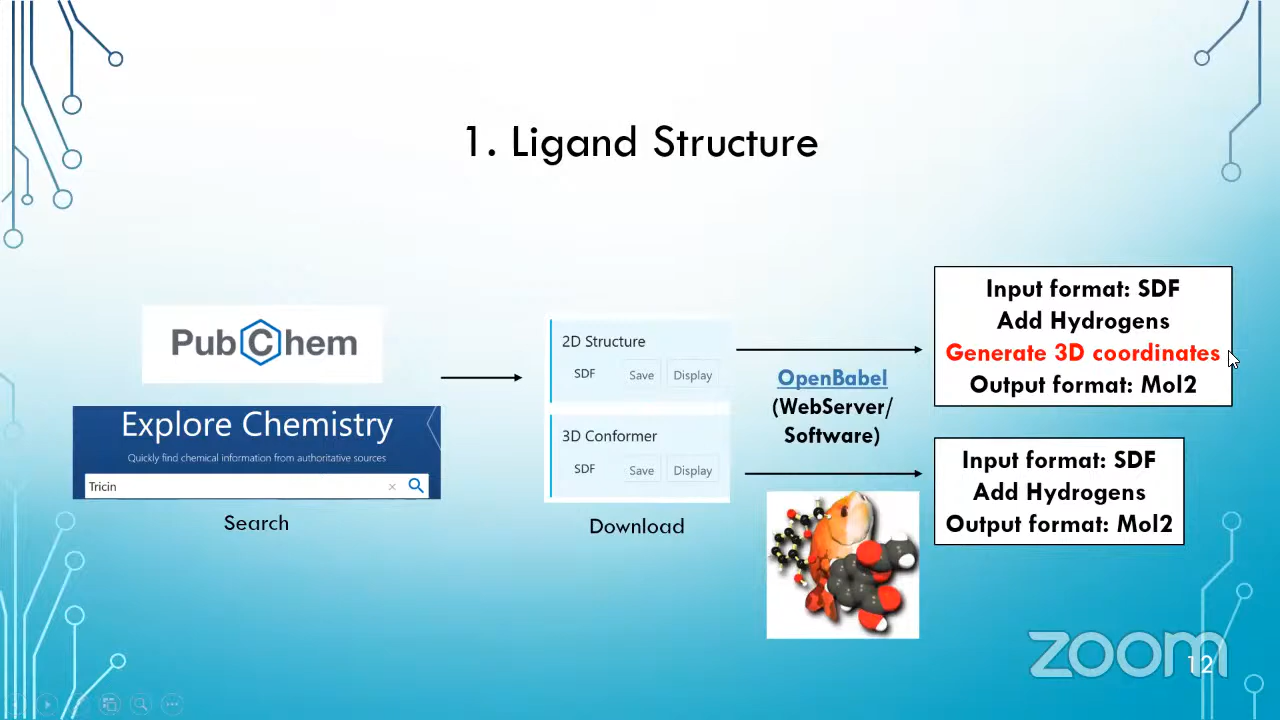 1. Ligand Structure
PubChem
Explore Chemistry
Quickly find chemical information from authoritative sources
Tricin ×
Search
2D Structure
SDF Save Display
3D Conformer
SDF Save Display
Download
OpenBabel
(WebServer/
Software)
Input format: SDF
Add Hydrogens
Generate 3D coordinates
Output format: Mol2
Input format: SDF
Add Hydrogens
Output format: Mol2
zoom
12